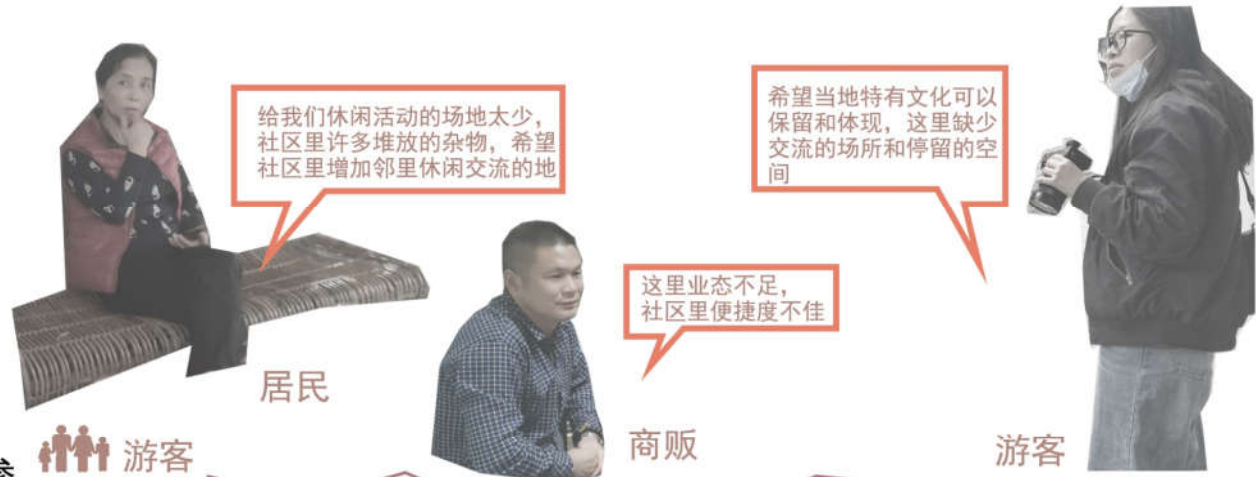 给我们休闲活动的场地太少，
社区里许多堆放的杂物，希望
社区里增加邻里休闲交流的地
希望当地特有文化可以
保留和体现，这里缺少
交流的场所和停留的空
间
这里业态不足，
社区里便捷度不佳
居民
商贩
游客
游客